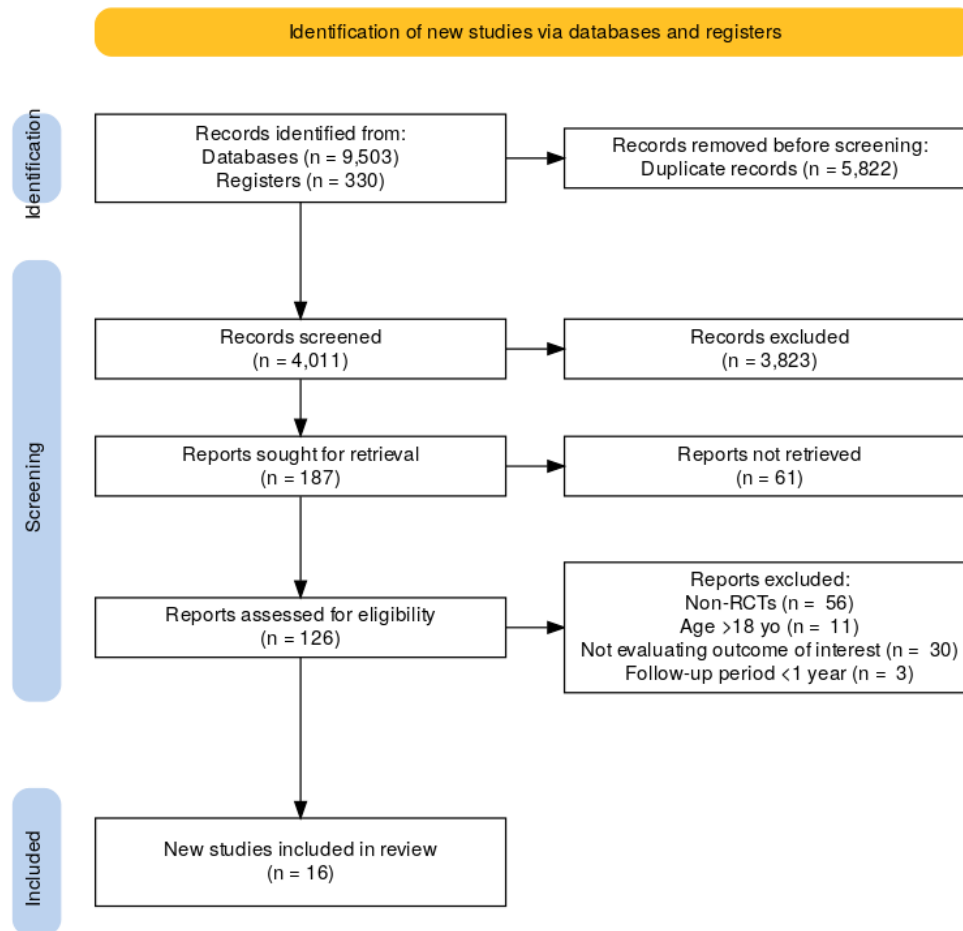 Identification of new studies via databases and registers
Identification
Records identified from:
Databases (n = 9,503)
Registers (n = 330)
Records removed before screening:
Duplicate records (n = 5,822)
Screening
Records screened
(n = 4,011)
Records excluded
(n = 3,823)
Reports sought for retrieval
(n = 187)
Reports not retrieved
(n = 61)
Reports assessed for eligibility
(n = 126)
Reports excluded:
Non-RCTs (n = 56)
Age >18 yo (n = 11)
Not evaluating outcome of interest (n = 30)
Follow-up period <1 year (n = 3)
Included
New studies included in review
(n = 16)